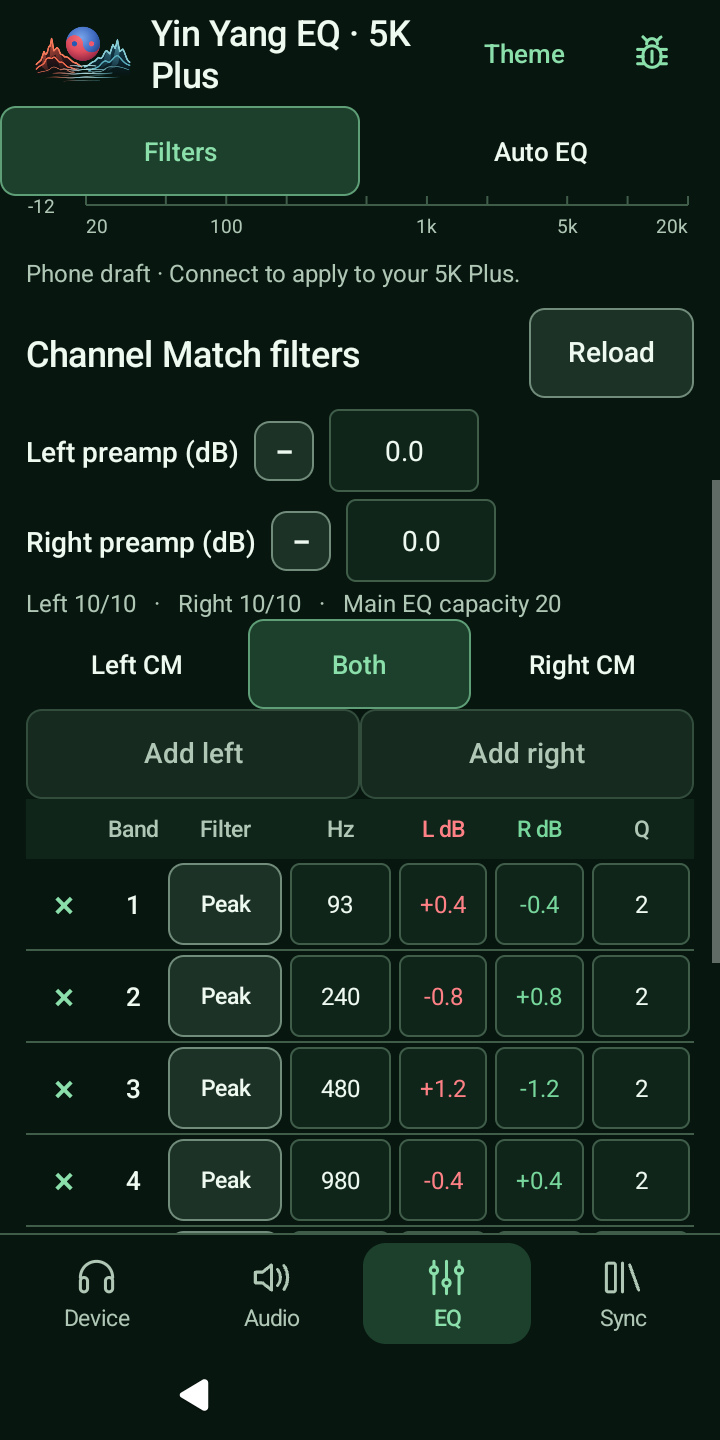 Yin Yang EQ · 5K
Plus
Theme
Filters
Auto EQ
-12
20 100 1k 5k 20k
Phone draft · Connect to apply to your 5K Plus.
Channel Match filters
Reload
Left preamp (dB) − 0.0
Right preamp (dB) − 0.0
Left 10/10 · Right 10/10 · Main EQ capacity 20
Left CM Both Right CM
Add left Add right
Band Filter Hz L dB R dB Q
× 1 Peak 93 +0.4 -0.4 2
× 2 Peak 240 -0.8 +0.8 2
× 3 Peak 480 +1.2 -1.2 2
× 4 Peak 980 -0.4 +0.4 2
Device Audio EQ Sync